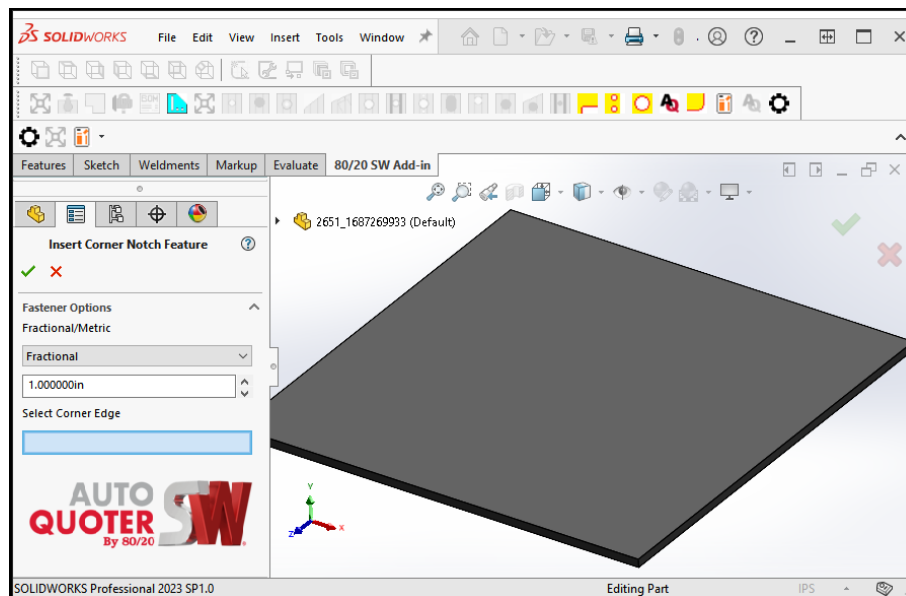 SOLIDWORKS File Edit View Insert Tools Window
Features Sketch Weldments Markup Evaluate 80/20 SW Add-in
2651_1687269933 (Default)
Insert Corner Notch Feature
Fastener Options
Fractional/Metric
Fractional
1.000000in
Select Corner Edge
AUTO
QUOTER
By 80/20
SW
Y
X
Z
SOLIDWORKS Professional 2023 SP1.0 Editing Part IPS